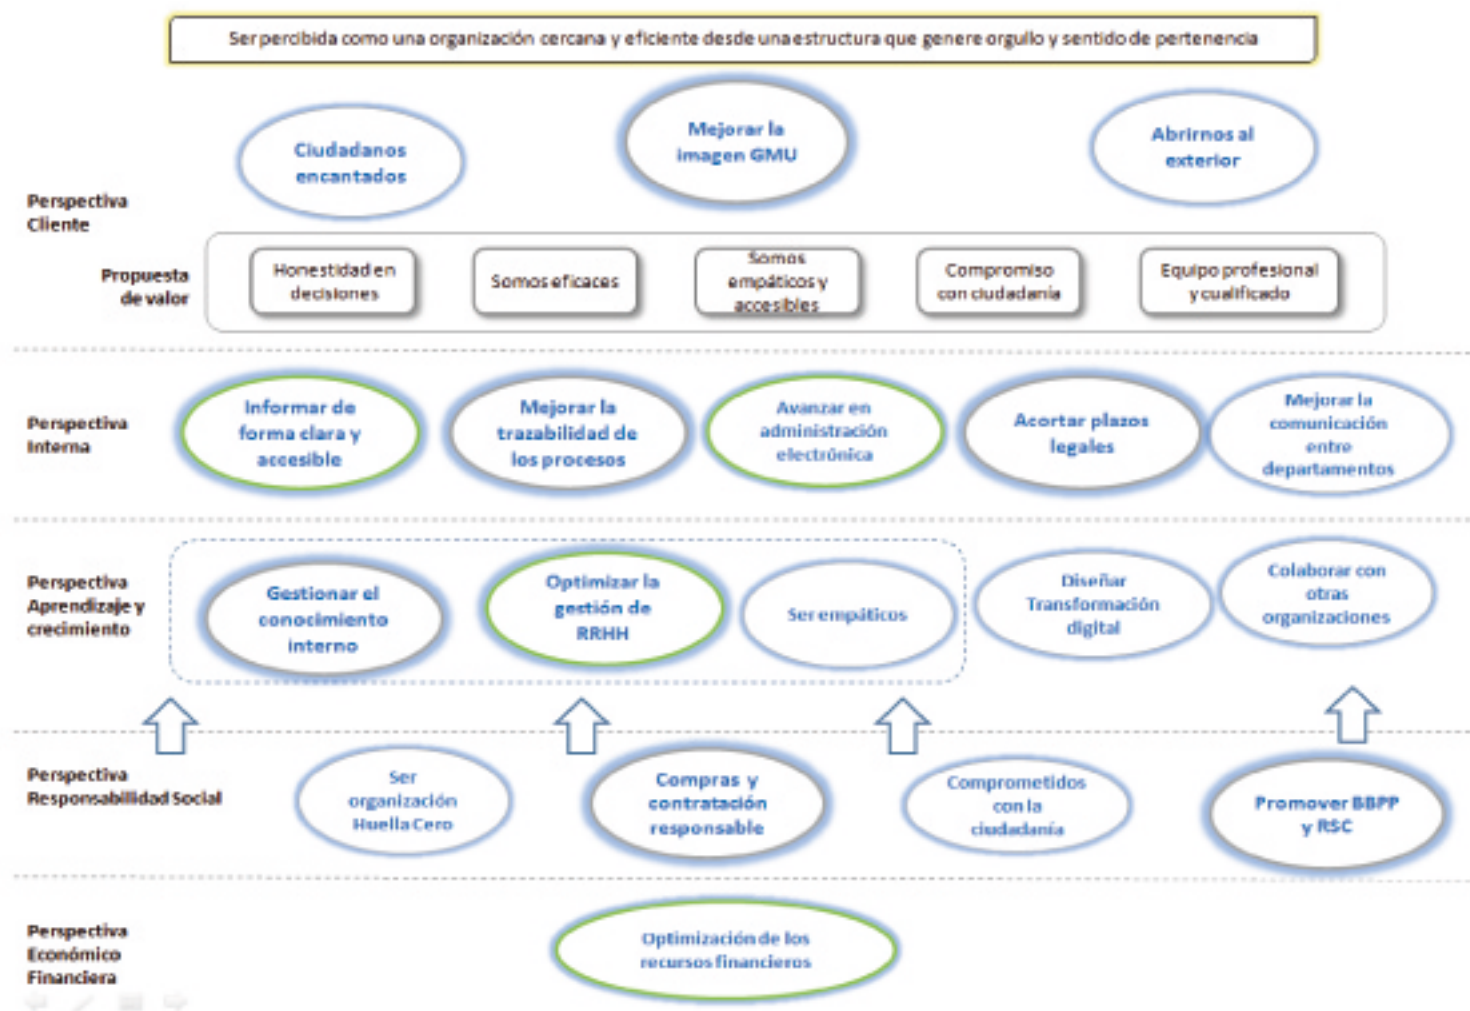 Ser percibida como una organización cercana y eficiente desde una estructura que genere orgullo y sentido de pertenencia
Ciudadanos
encantados
Mejorar la
imagen GMU
Abrirnos al
exterior
Perspectiva
Cliente
Propuesta
de valor
Honestidad en
decisiones
Somos eficaces
Somos
empáticos y
accesibles
Compromiso
con ciudadanía
Equipo profesional
y cualificado
Perspectiva
Interna
Informar de
forma clara y
accesible
Mejorar la
trazabilidad de
los procesos
Avanzar en
administración
electrónica
Acortar plazos
legales
Mejorar la
comunicación
entre
departamentos
Perspectiva
Aprendizaje y
crecimiento
Gestionar el
conocimiento
interno
Optimizar la
gestión de
RRHH
Ser empáticos
Diseñar
Transformación
digital
Colaborar con
otras
organizaciones
Perspectiva
Responsabilidad Social
Ser
organización
Huella Cero
Compras y
contratación
responsable
Comprometidos
con la
ciudadanía
Promover BBPP
y RSC
Perspectiva
Económico
Financiera
Optimización de los
recursos financieros